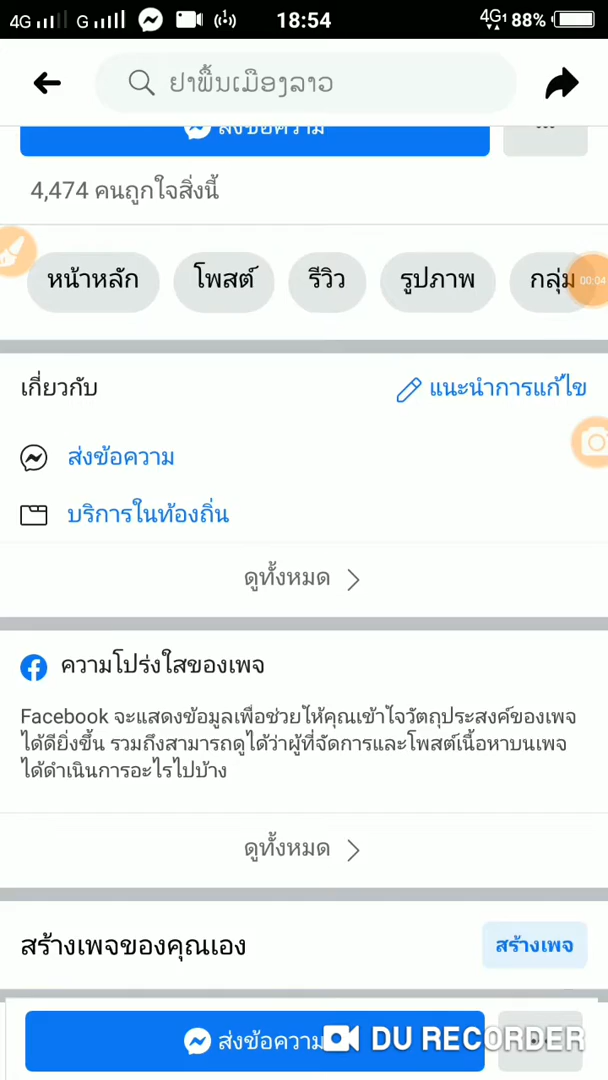 4G G 18:54 4G 1 88%
ຢາພື້ນເມືອງລາວ
ส่งข้อความ
4,474 คนถูกใจสิ่งนี้
หน้าหลัก โพสต์ รีวิว รูปภาพ กลุ่ม 00:04
เกี่ยวกับ แนะนำการแก้ไข
ส่งข้อความ
บริการในท้องถิ่น
ดูทั้งหมด
ความโปร่งใสของเพจ
Facebook จะแสดงข้อมูลเพื่อช่วยให้คุณเข้าใจวัตถุประสงค์ของเพจ
ได้ดียิ่งขึ้น รวมถึงสามารถดูได้ว่าผู้ที่จัดการและโพสต์เนื้อหาบนเพจ
ได้ดำเนินการอะไรไปบ้าง
ดูทั้งหมด
สร้างเพจของคุณเอง สร้างเพจ
ส่งข้อความ DU RECORDER